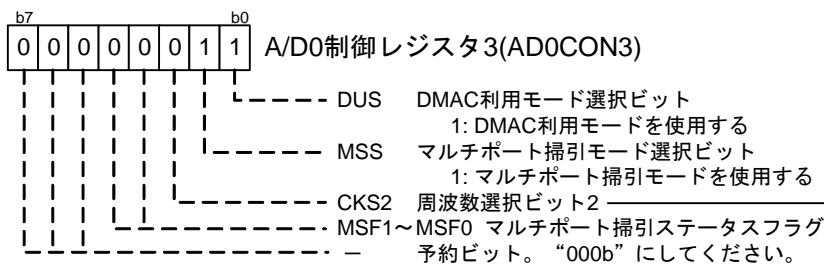 b7 b0
0 0 0 0 0 0 1 1 A/D0制御レジスタ3(AD0CON3)
DUS DMAC利用モード選択ビット
1: DMAC利用モードを使用する
MSS マルチポート掃引モード選択ビット
1: マルチポート掃引モードを使用する
CKS2 周波数選択ビット2
MSF1～MSF0 マルチポート掃引ステータスフラグ
－ 予約ビット。“000b”にしてください。